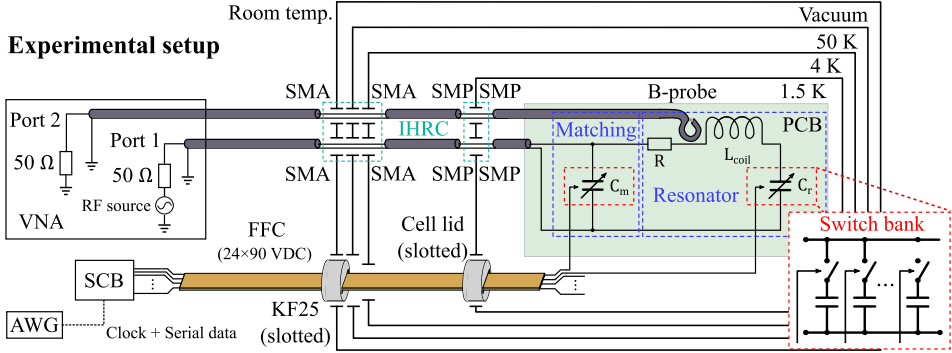 Room temp.
Vacuum
Experimental setup
50 K
4 K
SMA
SMA
SMP
SMP
B-probe
1.5 K
Port 2
Port 1
IHRC
Matching
PCB
50 Ω
50 Ω
SMA
SMA
SMP
SMP
R
L_coil
C_m
Resonator
C_r
RF source
VNA
FFC
(24×90 VDC)
Cell lid
(slotted)
Switch bank
SCB
AWG
Clock + Serial data
KF25
(slotted)